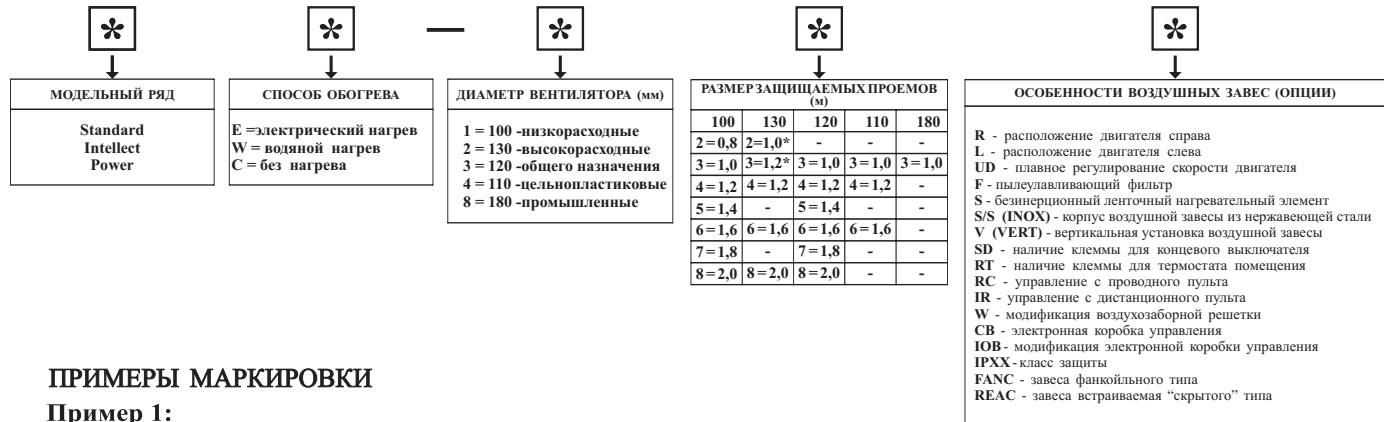 * * — * * *
МОДЕЛЬНЫЙ РЯД
Standard
Intellect
Power
СПОСОБ ОБОГРЕВА
E =электрический нагрев
W = водяной нагрев
C = без нагрева
ДИАМЕТР ВЕНТИЛЯТОРА (мм)
1 = 100 -низкорасходные
2 = 130 -высокорасходные
3 = 120 -общего назначения
4 = 110 -цельнопластиковые
8 = 180 -промышленные
РАЗМЕР ЗАЩИЩАЕМЫХ ПРОЕМОВ
(м)
100 130 120 110 180
2=0,8 2=1,0* - - -
3=1,0 3=1,2* 3=1,0 3=1,0 3=1,0
4=1,2 4=1,2 4=1,2 4=1,2 -
5=1,4 - 5=1,4 - -
6=1,6 6=1,6 6=1,6 6=1,6 -
7=1,8 - 7=1,8 - -
8=2,0 8=2,0 8=2,0 - -
ОСОБЕННОСТИ ВОЗДУШНЫХ ЗАВЕС (ОПЦИИ)
R - расположение двигателя справа
L - расположение двигателя слева
UD - плавное регулирование скорости двигателя
F - пылеулавливающий фильтр
S - безинерционный ленточный нагревательный элемент
S/S (INOX) - корпус воздушной завесы из нержавеющей стали
V (VERT) - вертикальная установка воздушной завесы
SD - наличие клеммы для концевого выключателя
RT - наличие клеммы для термостата помещения
RC - управление с проводного пульта
IR - управление с дистанционного пульта
W - модификация воздухозаборной решетки
CB - электронная коробка управления
IOB - модификация электронной коробки управления
IPXX - класс защиты
FANC - завеса фанкойльного типа
REAC - завеса встраиваемая “скрытого” типа
ПРИМЕРЫ МАРКИРОВКИ
Пример 1: